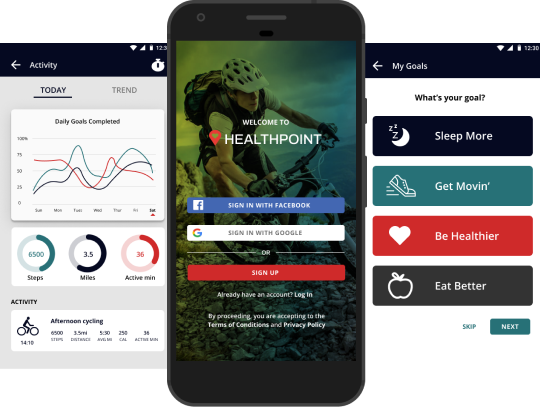 12:3
Activity
TODAY
TREND
Daily Goals Completed
100%
75
50
25
0
Sun Mon Tues Wed Thur Fri Sat
6500
3.5
36
Steps
Miles
Active min
ACTIVITY
Afternoon cycling
6500 3.5mi 5:30 250 36
STEPS DISTANCE AVG/MI CAL ACTIVE MIN
14:10
WELCOME TO
HEALTHPOINT
SIGN IN WITH FACEBOOK
SIGN IN WITH GOOGLE
OR
SIGN UP
Already have an account? Log In
By proceeding, you are accepting to the
Terms of Conditions and Privacy Policy
12:30
My Goals
What's your goal?
Sleep More
Get Movin'
Be Healthier
Eat Better
SKIP
NEXT